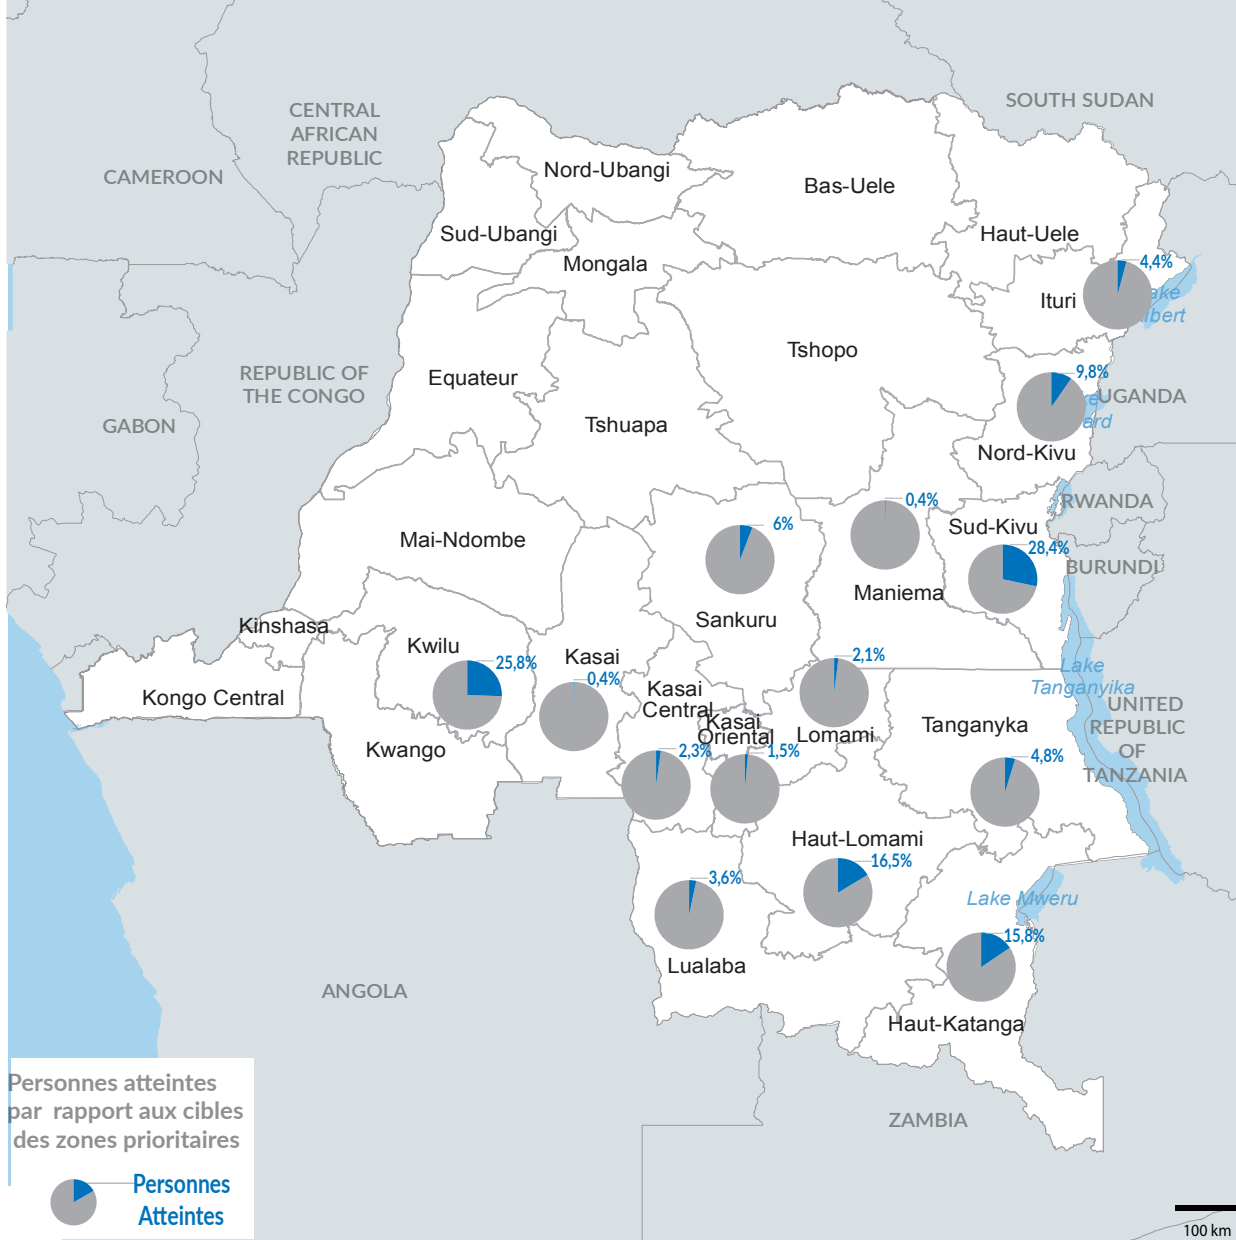 SOUTH SUDAN
CENTRAL
AFRICAN
REPUBLIC
CAMEROON
Nord-Ubangi
Bas-Uele
Sud-Ubangi
Haut-Uele
Mongala
4,4%
Ituri
Lake
Albert
Tshopo
REPUBLIC OF
THE CONGO
Equateur
9,8%
UGANDA
GABON
Tshuapa
Nord-Kivu
0,4%
RWANDA
Sud-Kivu
6%
Mai-Ndombe
28,4%
BURUNDI
Maniema
Sankuru
Kinshasa
Kwilu
25,8%
Kasai
0,4%
2,1%
Lake
Tanganyika
Kongo Central
Kasai
Central
UNITED
REPUBLIC
OF
TANZANIA
Kasai
Oriental
Lomami
Tanganyka
Kwango
2,3%
1,5%
4,8%
Haut-Lomami
16,5%
3,6%
Lake Mweru
15,8%
Lualaba
ANGOLA
Haut-Katanga
ZAMBIA
Personnes atteintes
par rapport aux cibles
des zones prioritaires
Personnes
Atteintes
100 km